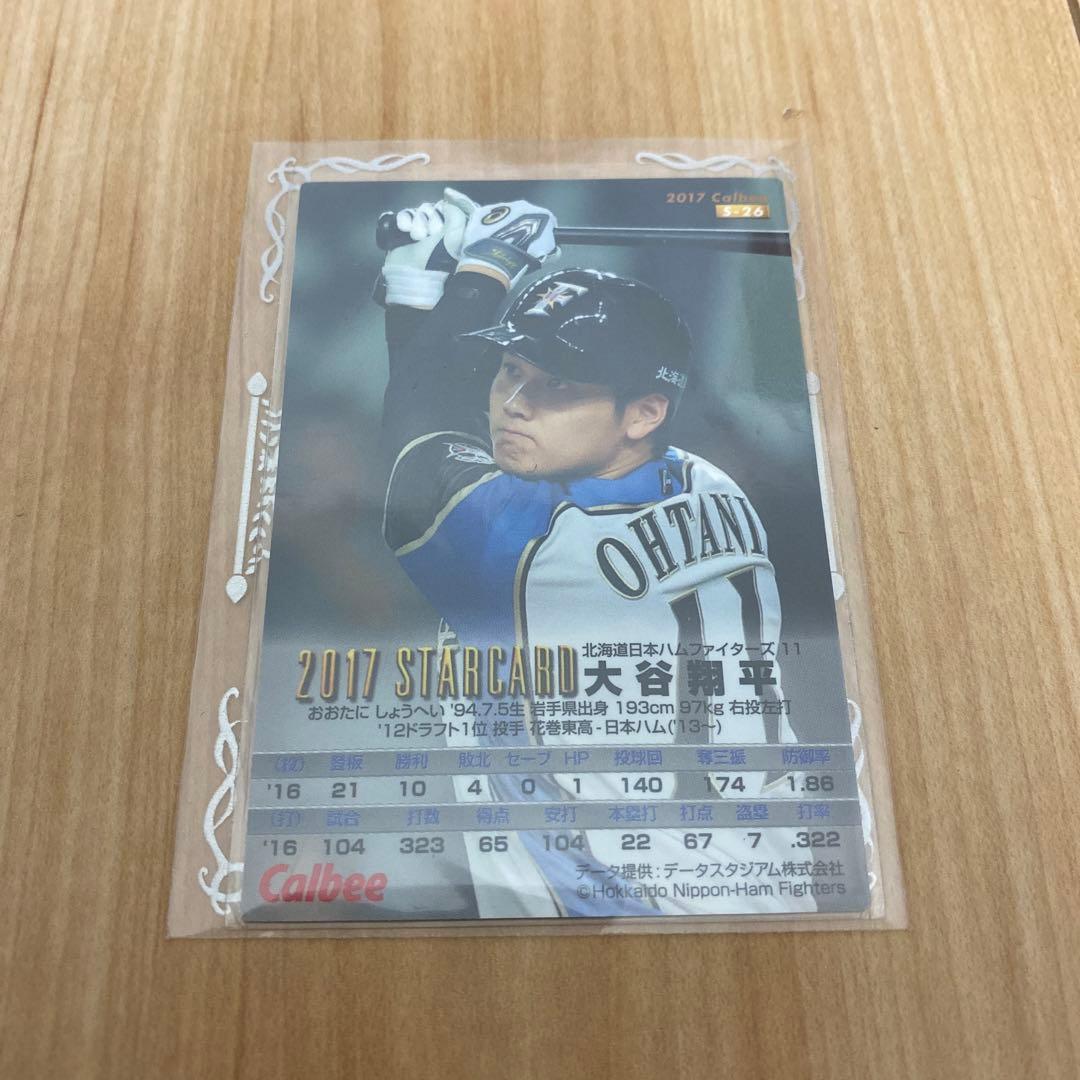 2017 Calbee
S-26
F
北海道
OHTANI
11
2017 STARCARD
北海道日本ハムファイターズ 11
大谷翔平
おおたに しょうへい '94.7.5生 岩手県出身 193cm 97kg 右投左打
'12ドラフト1位 投手 花巻東高-日本ハム('13〜)
(投) 登板 勝利 敗北 セーブ HP 投球回 奪三振 防御率
'16 21 10 4 0 1 140 174 1.86
(打) 試合 打数 得点 安打 本塁打 打点 盗塁 打率
'16 104 323 65 104 22 67 7 .322
Calbee
データ提供:データスタジアム株式会社
©Hokkaido Nippon-Ham Fighters